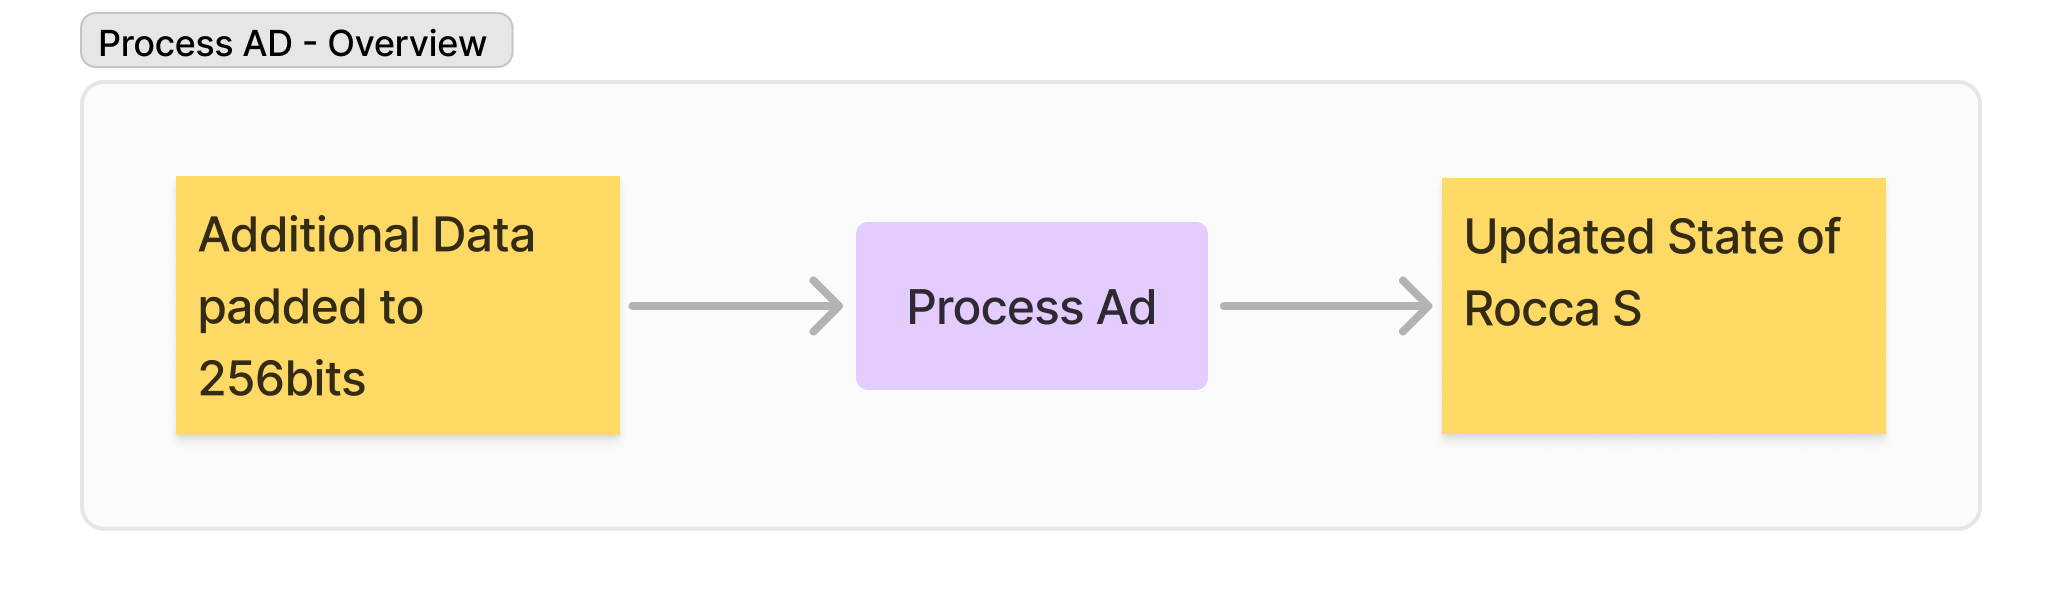 Process AD - Overview
Additional Data
padded to
256bits
Process Ad
Updated State of
Rocca S